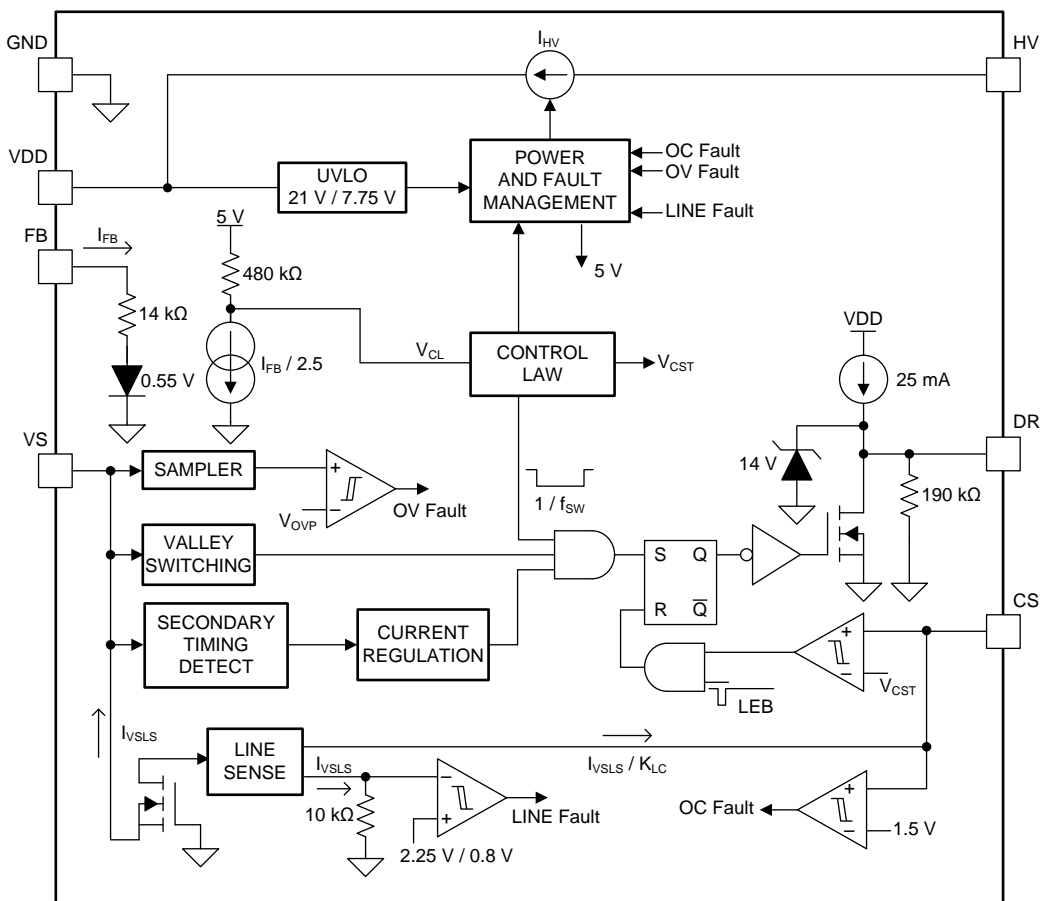 GND
HV
I_HV
VDD
UVLO
21 V / 7.75 V
POWER
AND FAULT
MANAGEMENT
OC Fault
OV Fault
LINE Fault
5 V
FB
I_FB
5 V
480 kΩ
14 kΩ
0.55 V
I_FB / 2.5
V_CL
CONTROL
LAW
V_CST
VDD
25 mA
DR
14 V
190 kΩ
VS
SAMPLER
+
−
V_OVP
OV Fault
1 / f_SW
VALLEY
SWITCHING
S
Q
R
Q̅
SECONDARY
TIMING
DETECT
CURRENT
REGULATION
CS
+
−
V_CST
LEB
I_VSLS
LINE
SENSE
I_VSLS
10 kΩ
−
+
2.25 V / 0.8 V
LINE Fault
I_VSLS / K_LC
OC Fault
+
−
1.5 V